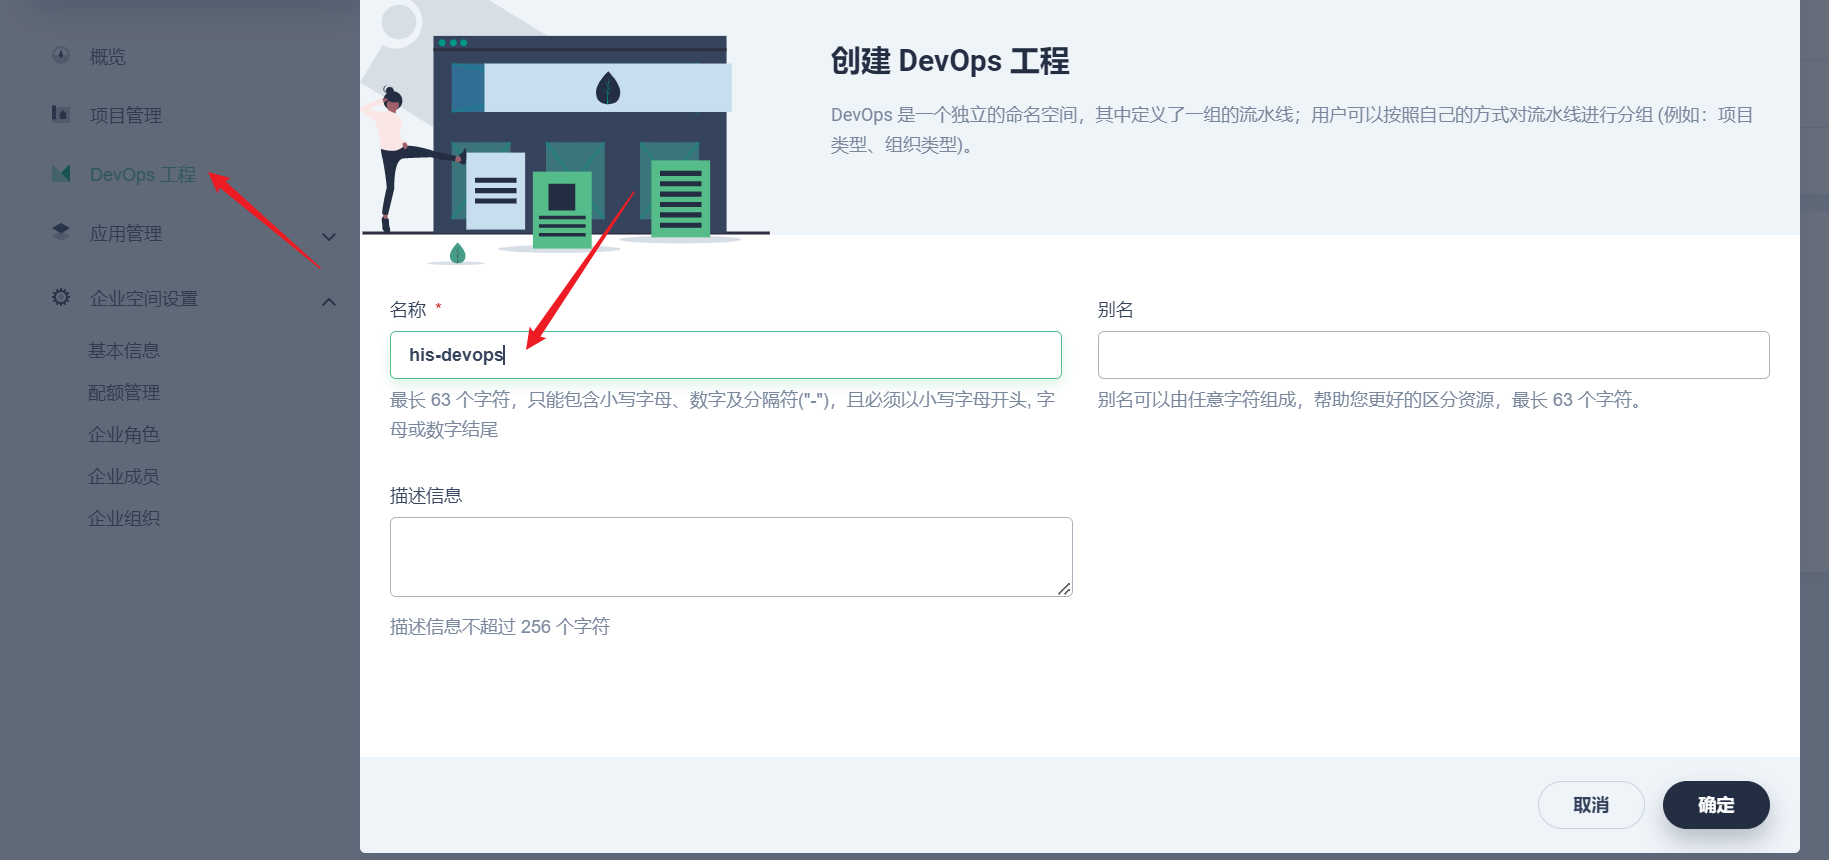 概览
项目管理
DevOps 工程
应用管理
企业空间设置
基本信息
配额管理
企业角色
企业成员
企业组织
创建 DevOps 工程
DevOps 是一个独立的命名空间，其中定义了一组的流水线；用户可以按照自己的方式对流水线进行分组 (例如：项目
类型、组织类型)。
名称 *
his-devops
最长 63 个字符，只能包含小写字母、数字及分隔符("-")，且必须以小写字母开头, 字
母或数字结尾
别名
别名可以由任意字符组成，帮助您更好的区分资源，最长 63 个字符。
描述信息
描述信息不超过 256 个字符
取消
确定